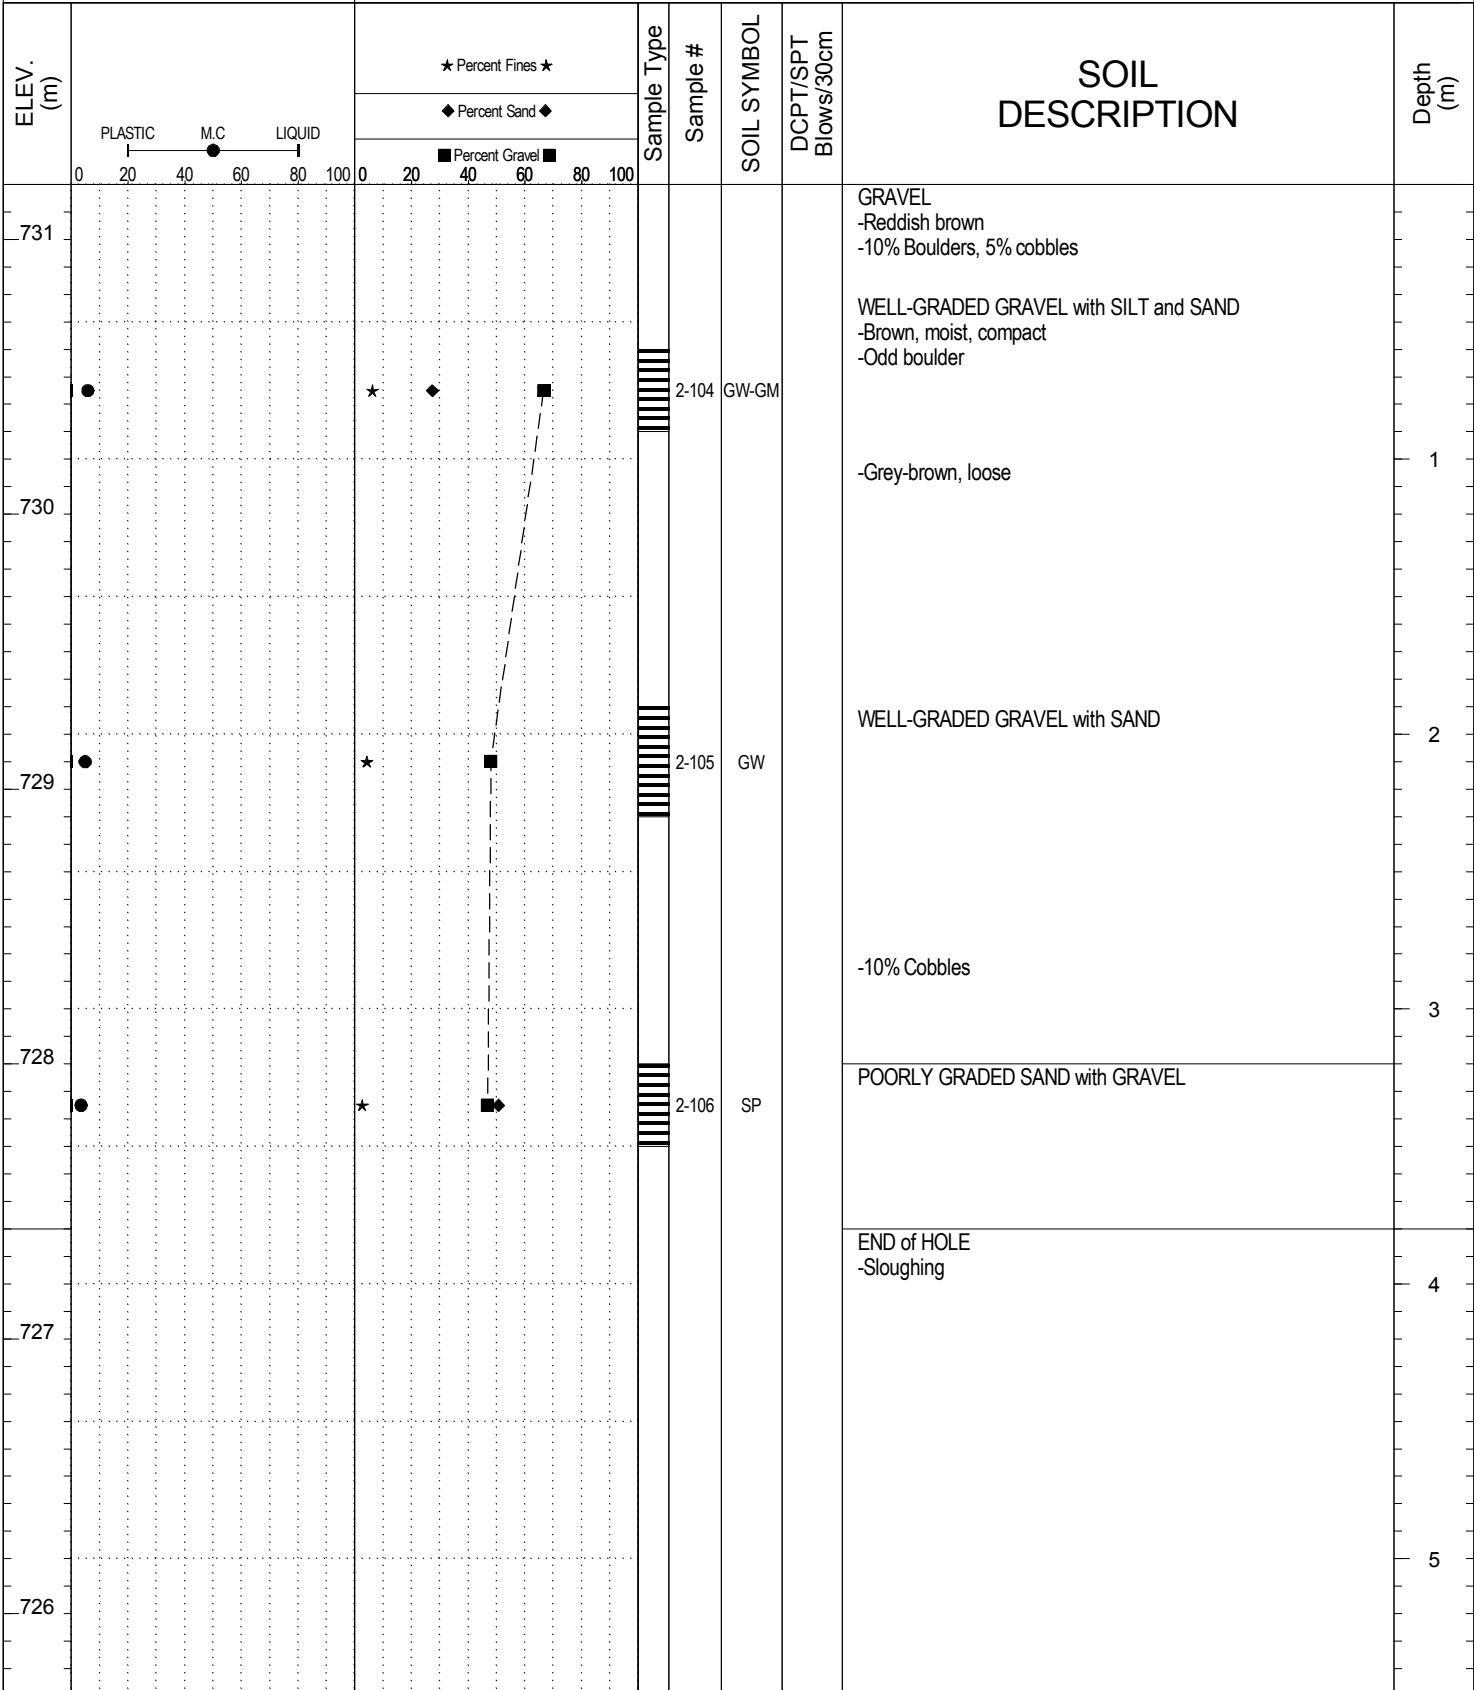 ELEV.
(m)
PLASTIC M.C LIQUID
0 20 40 60 80 100
★ Percent Fines ★
◆ Percent Sand ◆
■ Percent Gravel ■
0 20 40 60 80 100
Sample Type
Sample #
SOIL SYMBOL
DCPT/SPT
Blows/30cm
SOIL
DESCRIPTION
Depth
(m)
GRAVEL
-Reddish brown
731
-10% Boulders, 5% cobbles
WELL-GRADED GRAVEL with SILT and SAND
-Brown, moist, compact
-Odd boulder
2-104 GW-GM
1
-Grey-brown, loose
730
WELL-GRADED GRAVEL with SAND
2
2-105 GW
729
-10% Cobbles
3
728
POORLY GRADED SAND with GRAVEL
2-106 SP
END of HOLE
-Sloughing
4
727
5
726